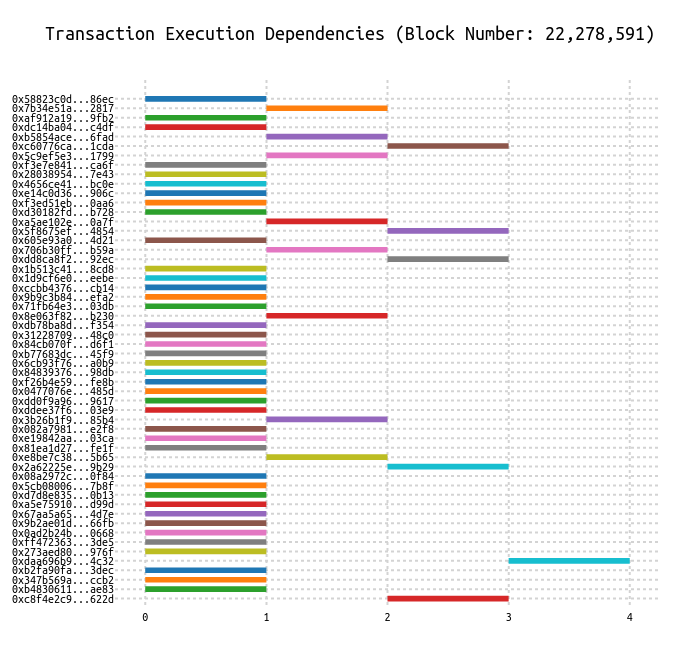 Transaction Execution Dependencies (Block Number: 22,278,591)
0x58823c0d...86ec
0x7b34e51a...2817
0xaf912a19...9fb2
0xdc14ba04...c4df
0xb5854ace...6fad
0xc60776ca...1cda
0x5c9ef5e3...1799
0xf3e7e841...ca6f
0x28038954...7e43
0x4656ce41...bc0e
0xe14c0d36...906c
0xf3ed51eb...0aa6
0xd30182fd...b728
0xa5ae102e...0a7f
0x5f8675ef...4854
0x605e93a0...4d21
0x706b30ff...b59a
0xdd8ca8f2...92ec
0x1b513c41...8cd8
0x1d9cf6e0...eebe
0xccbb4376...cb14
0x9b9c3b84...efa2
0x71fb64e3...03db
0x8e063f82...b230
0xdb78ba8d...f354
0x31228709...48c0
0x84cb070f...d6f1
0xb77683dc...45f9
0x6cb93f76...a0b9
0x84839376...98db
0xf26b4e59...fe8b
0x0477076e...485d
0xdd0f9a96...9617
0xddee37f6...03e9
0x3b26b1f9...85b4
0x082a7981...e2f8
0xe19842aa...03ca
0x81ea1d27...fe1f
0xe8be7c38...5b65
0x2a62225e...9b29
0x08a2972c...0f84
0x5cb08006...7b8f
0xd7d8e835...0b13
0xa5e75910...d99d
0x67aa5a65...4d7e
0x9b2ae01d...66fb
0x0ad2b24b...0668
0xff472363...3de5
0x273aed80...976f
0xdaa696b9...4c32
0xb2fa90fa...3dec
0x347b569a...ccb2
0xb4830611...ae83
0xc8f4e2c9...622d
0 1 2 3 4